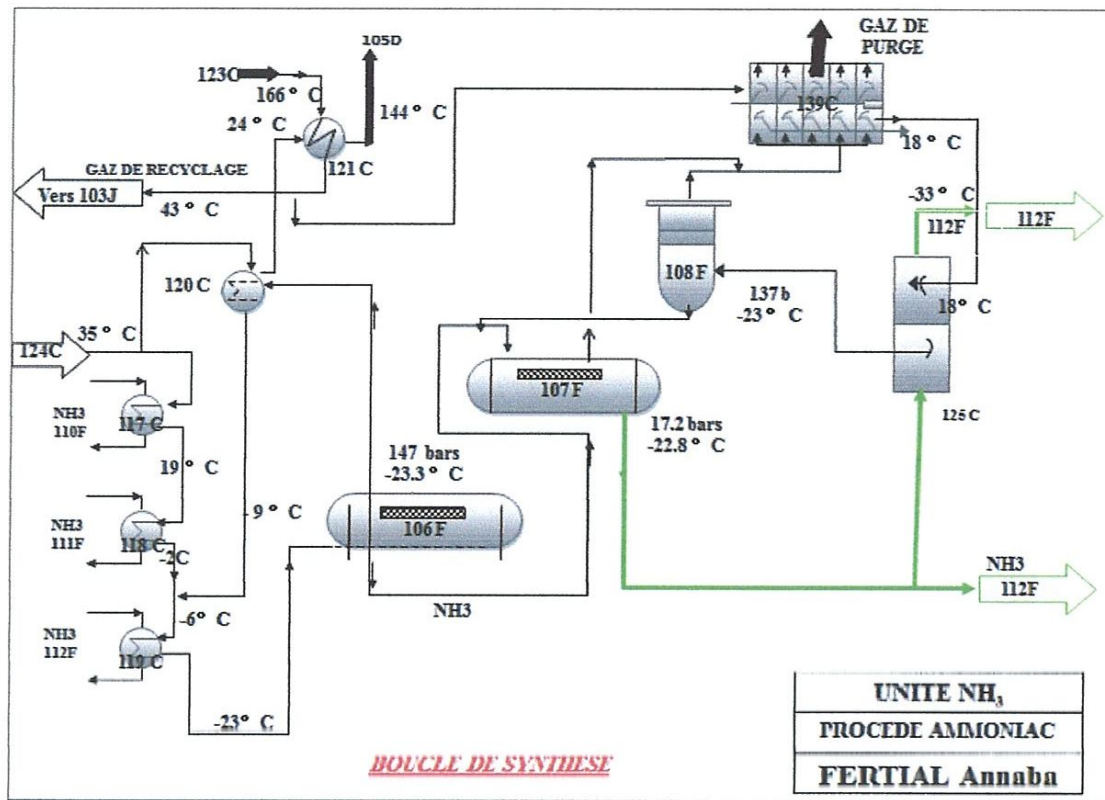 105D
GAZ DE
PURGE
123C
166° C
24° C
144° C
139C
18° C
121 C
GAZ DE RECYCLAGE
Vers 103J
43° C
-33° C
112F
112F
120 C
108 F
137 b
-23° C
18° C
35° C
124C
107 F
125 C
NH3
110F
117 C
17.2 bars
-22.8° C
147 bars
-23.3° C
19° C
106 F
9° C
NH3
111F
118 C
-2C
NH3
112F
NH3
-6° C
NH3
112F
119 C
-23° C
UNITE NH3
PROCEDE AMMONIAC
FERTIAL Annaba
BOUCLE DE SYNTHESE